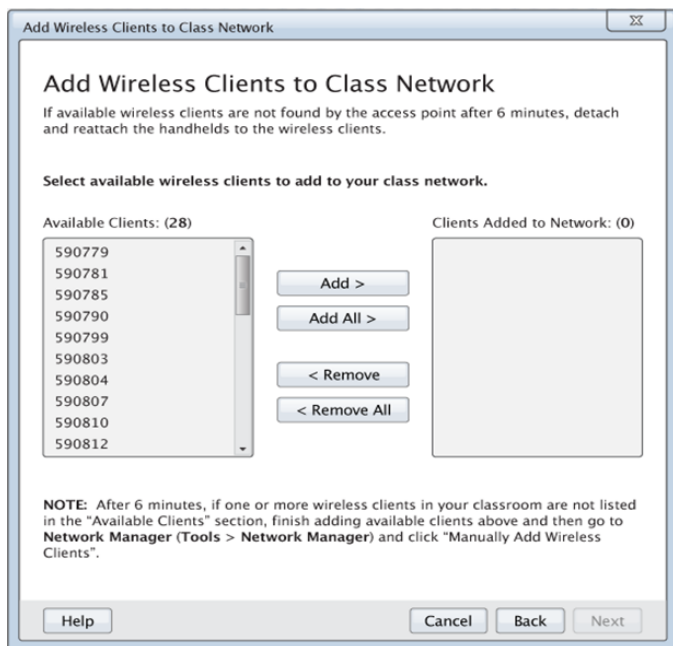 Add Wireless Clients to Class Network
Add Wireless Clients to Class Network
If available wireless clients are not found by the access point after 6 minutes, detach
and reattach the handhelds to the wireless clients.
Select available wireless clients to add to your class network.
Available Clients: (28)
Clients Added to Network: (0)
590779
590781
590785
590790
590799
590803
590804
590807
590810
590812
Add >
Add All >
< Remove
< Remove All
NOTE: After 6 minutes, if one or more wireless clients in your classroom are not listed
in the “Available Clients” section, finish adding available clients above and then go to
Network Manager (Tools > Network Manager) and click “Manually Add Wireless
Clients”.
Help
Cancel
Back
Next